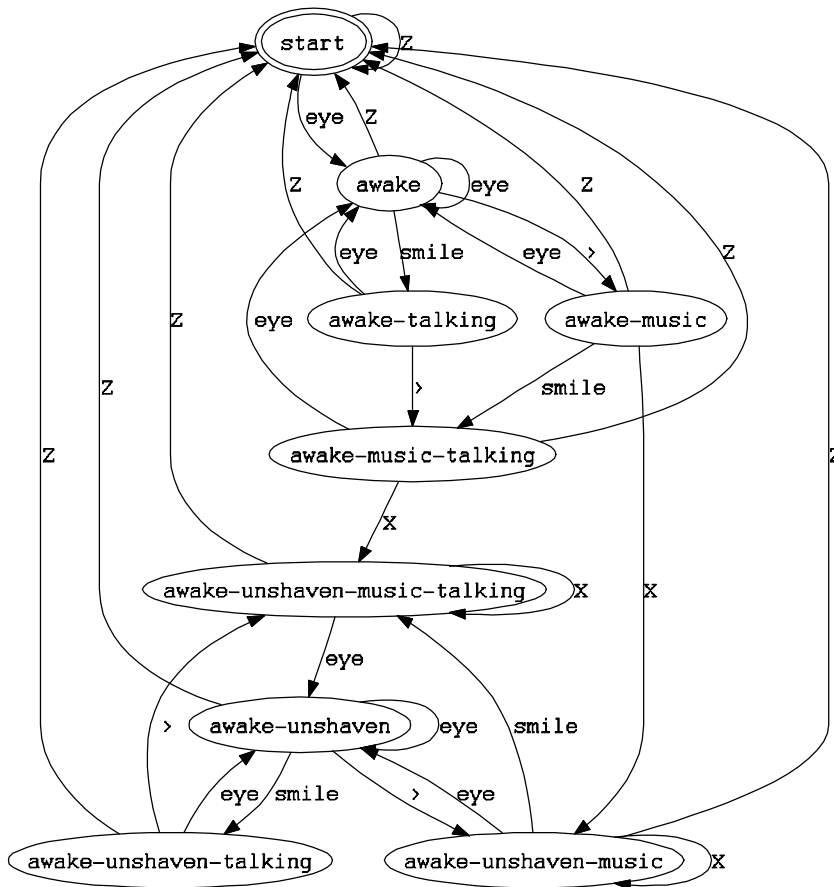 start
Z
eye
Z
awake
eye
Z
Z
eye
smile
eye
>
Z
awake-talking
awake-music
eye
Z
>
smile
Z
awake-music-talking
Z
Z
X
awake-unshaven-music-talking
X
X
eye
awake-unshaven
eye
>
smile
eye
smile
>
eye
awake-unshaven-talking
awake-unshaven-music
X